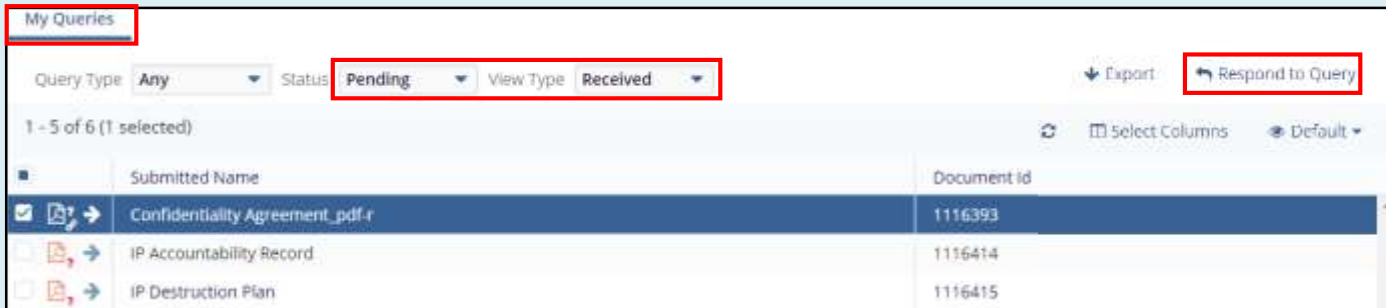 My Queries
Query Type Any Status Pending View Type Received Export Respond to Query
1 - 5 of 6 (1 selected) Select Columns Default
Submitted Name Document Id
Confidentiality Agreement_pdf-r 1116393
IP Accountability Record 1116414
IP Destruction Plan 1116415